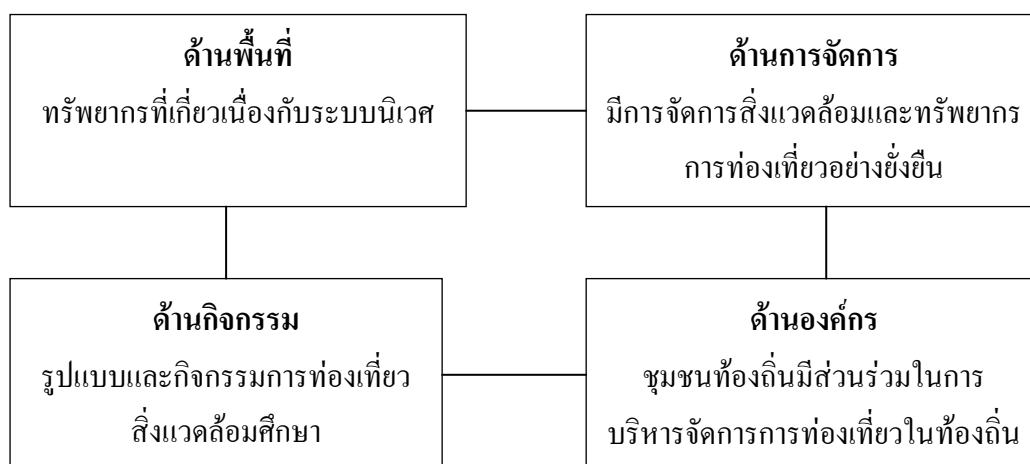 ด้านพื้นที่
ทรัพยากรที่เกี่ยวเนื่องกับระบบนิเวศ
ด้านการจัดการ
มีการจัดการสิ่งแวดล้อมและทรัพยากร
การท่องเที่ยวอย่างยั่งยืน
ด้านกิจกรรม
รูปแบบและกิจกรรมการท่องเที่ยว
สิ่งแวดล้อมศึกษา
ด้านองค์กร
ชุมชนท้องถิ่นมีส่วนร่วมในการ
บริหารจัดการการท่องเที่ยวในท้องถิ่น